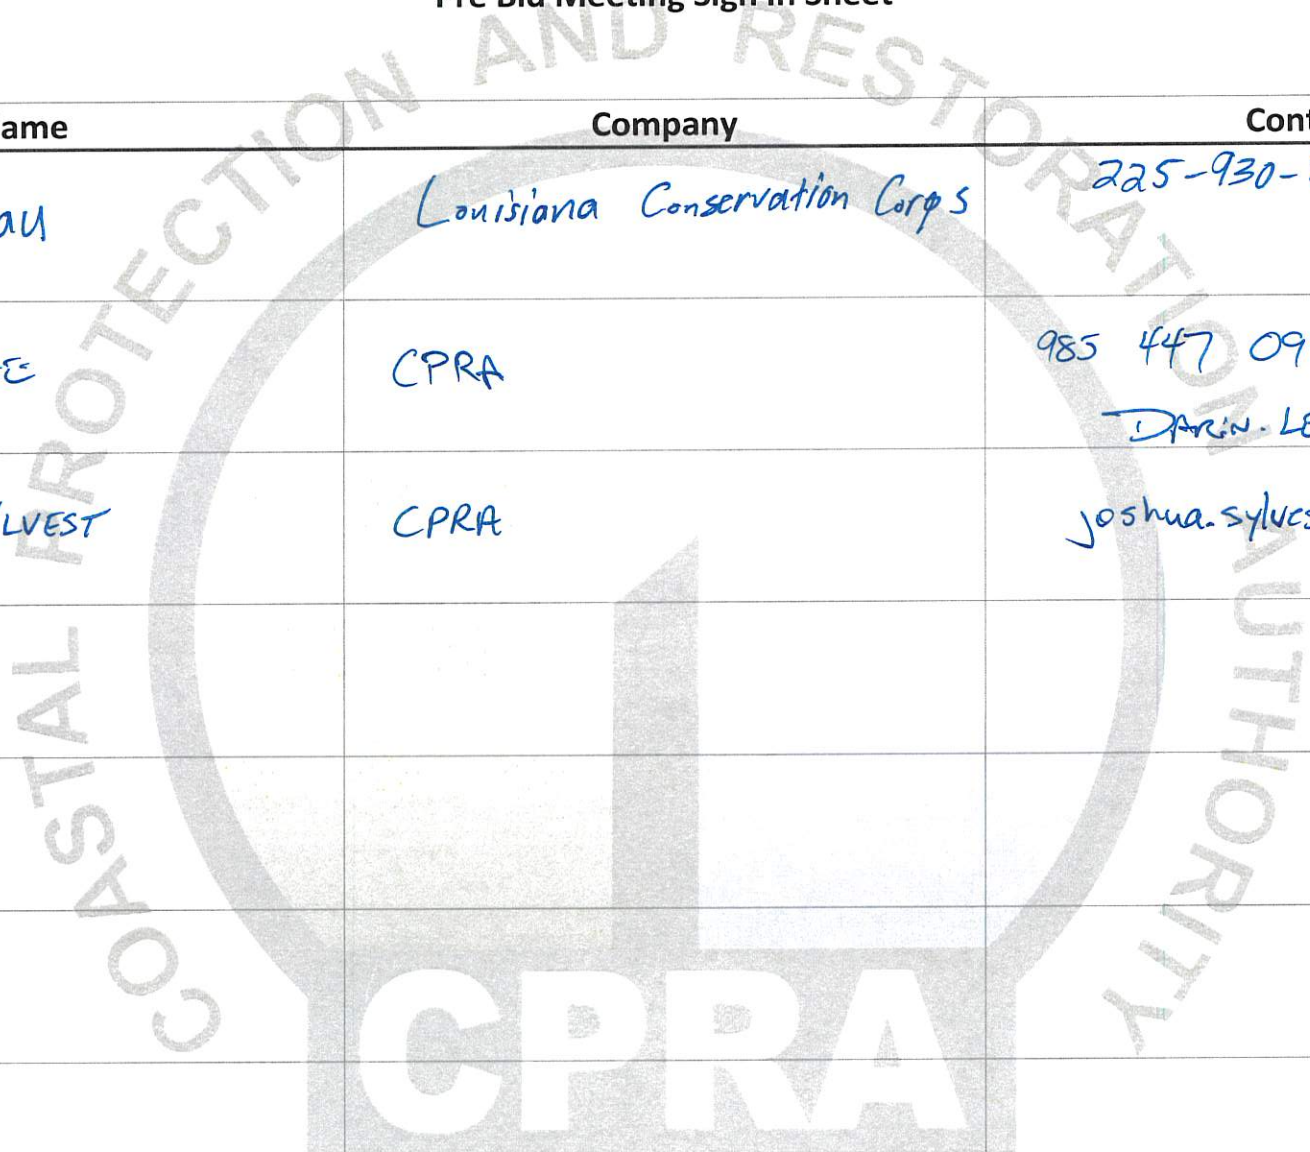 Pre Bid Meeting Sign In Sheet
ame Company Cont
au Louisiana Conservation Corps 225-930-
E CPRA 985 447 09
DARIN. LE
LVEST CPRA joshua.sylves
COASTAL PROTECTION AND RESTORATION AUTHORITY
CPRA